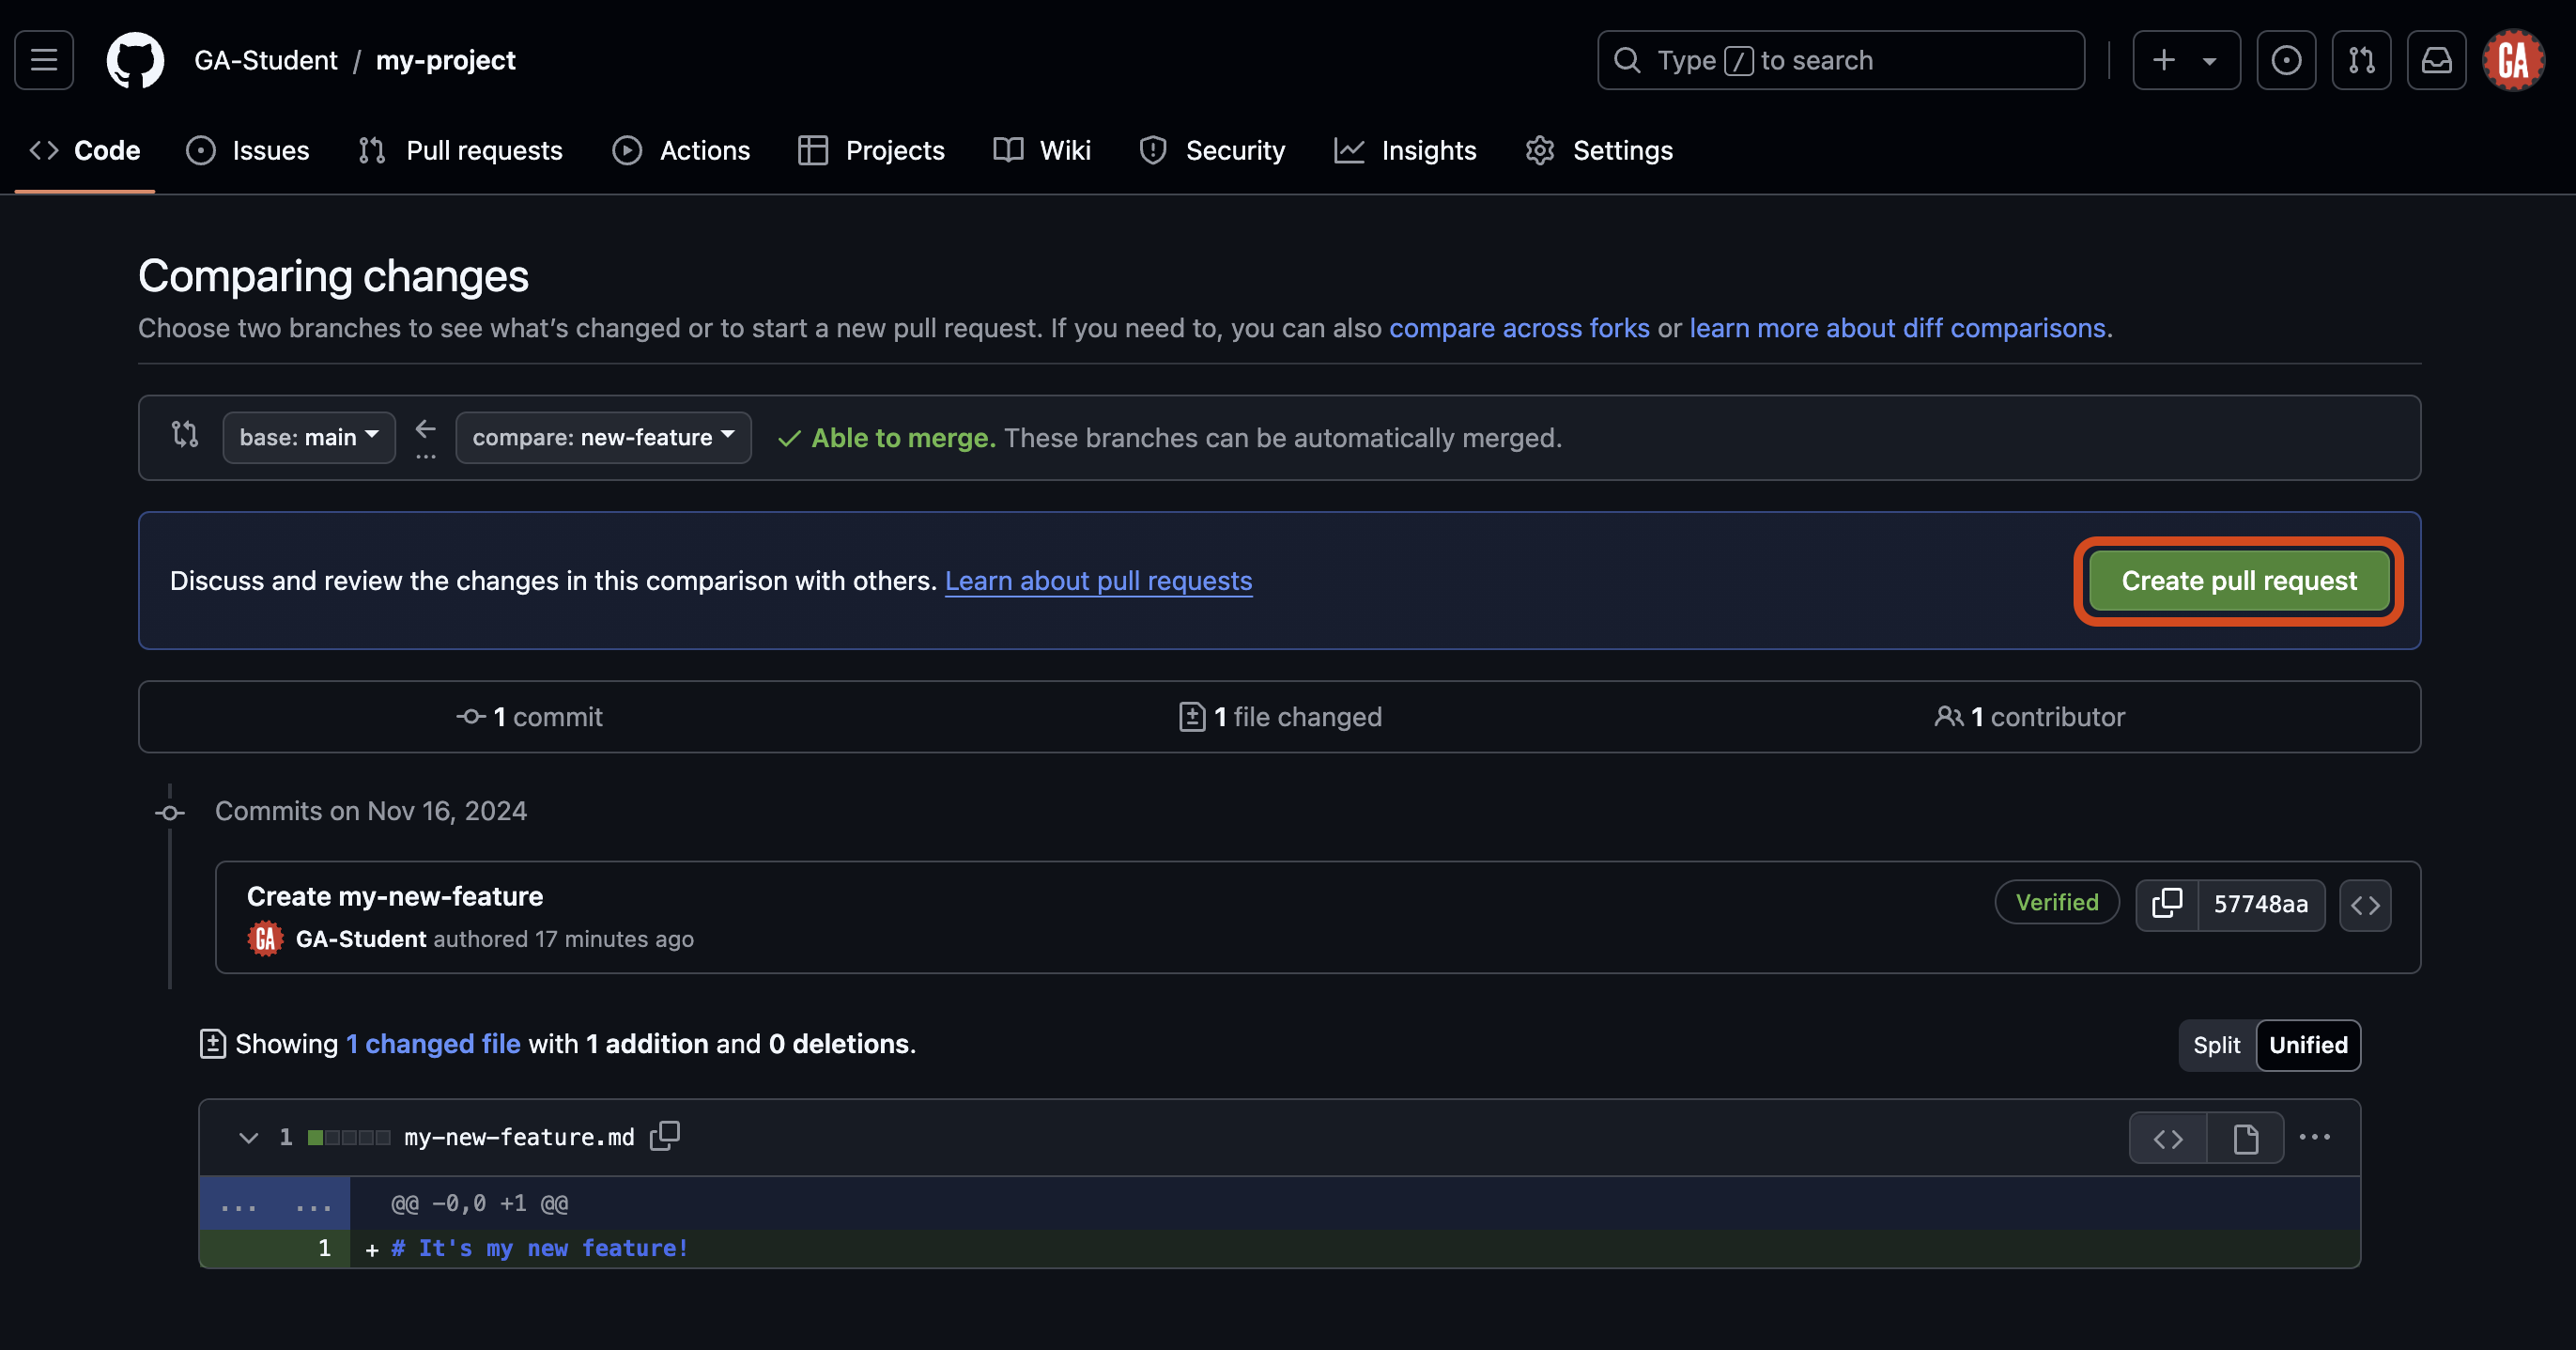 GA-Student / my-project
Type / to search
GA
Code Issues Pull requests Actions Projects Wiki Security Insights Settings
Comparing changes
Choose two branches to see what’s changed or to start a new pull request. If you need to, you can also compare across forks or learn more about diff comparisons.
base: main ← ... compare: new-feature ✓ Able to merge. These branches can be automatically merged.
Discuss and review the changes in this comparison with others. Learn about pull requests
Create pull request
1 commit 1 file changed 1 contributor
Commits on Nov 16, 2024
Create my-new-feature
Verified 57748aa <>
GA GA-Student authored 17 minutes ago
Showing 1 changed file with 1 addition and 0 deletions.
Split Unified
1 my-new-feature.md
... ... @@ -0,0 +1 @@
1 + # It's my new feature!